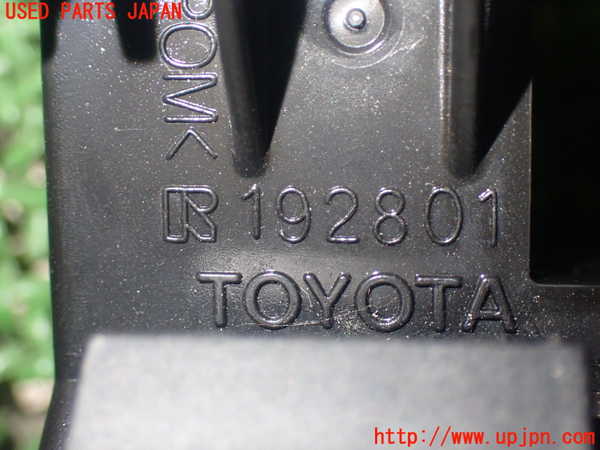 USED PARTS JAPAN
R 192801
TOYOTA
http://www.upjpn.com